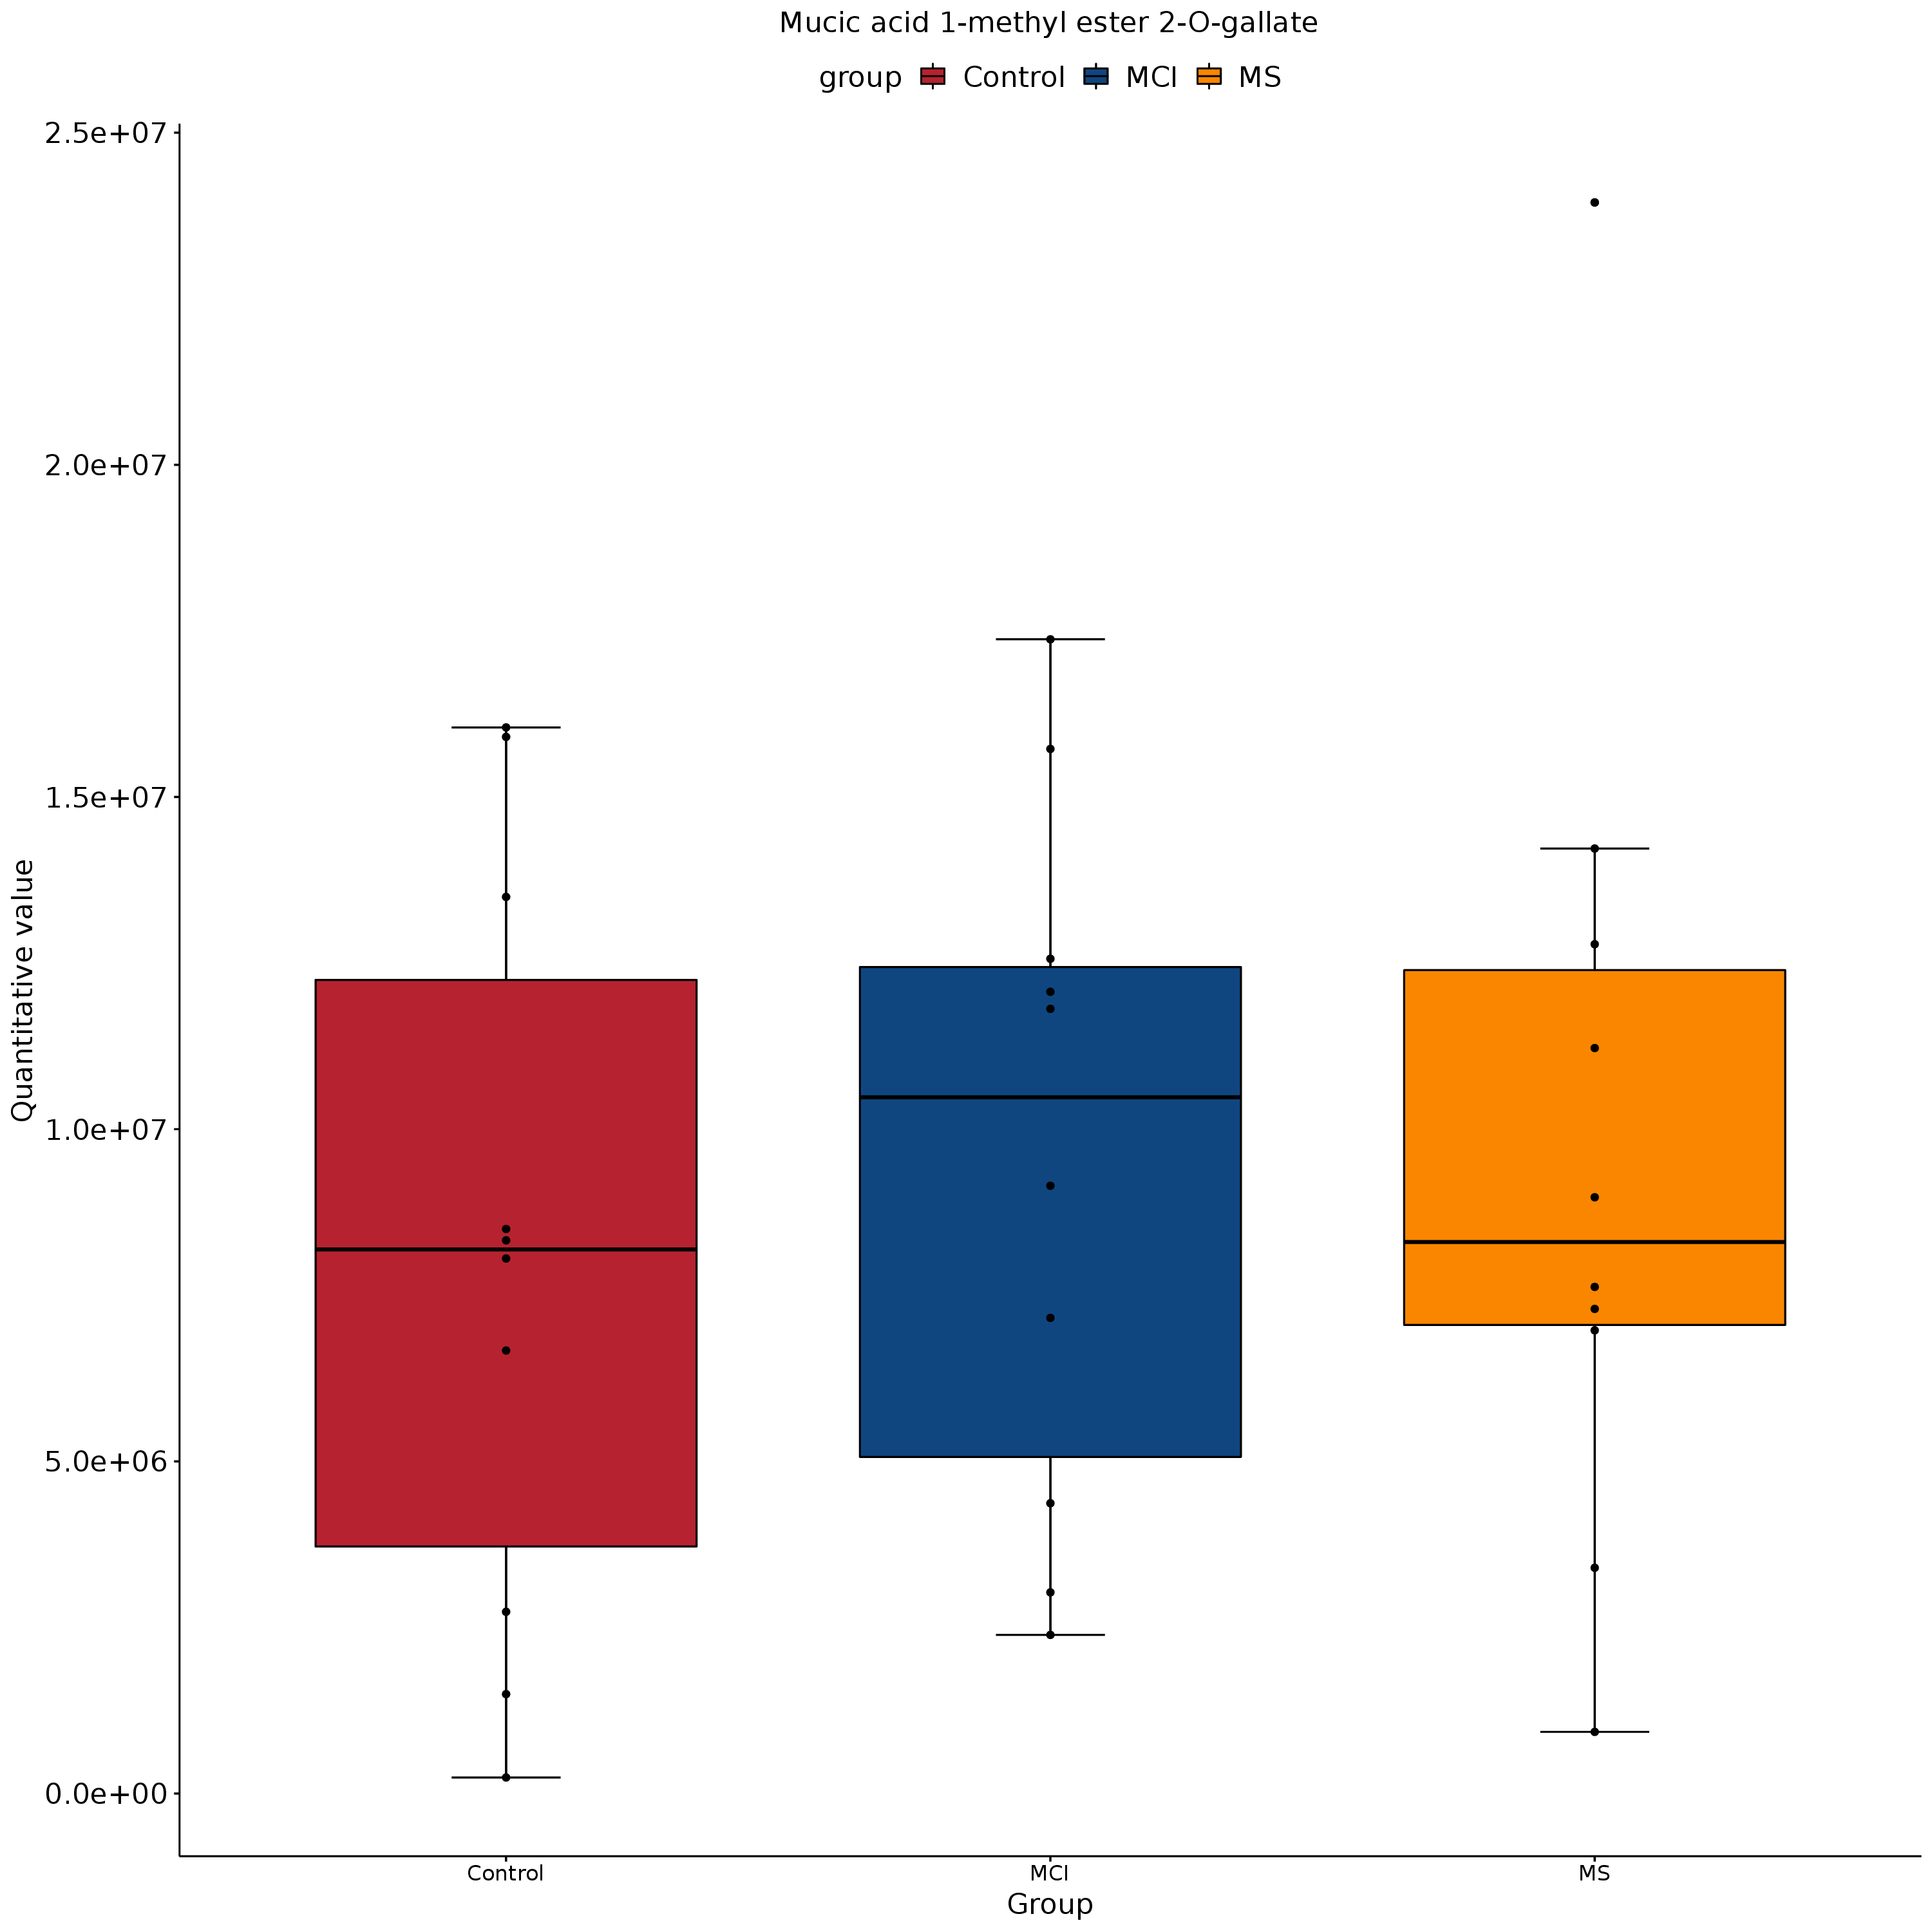 Mucic acid 1-methyl ester 2-O-gallate
group Control MCI MS
2.5e+07
2.0e+07
1.5e+07
1.0e+07
5.0e+06
0.0e+00
Quantitative value
Control MCI MS
Group